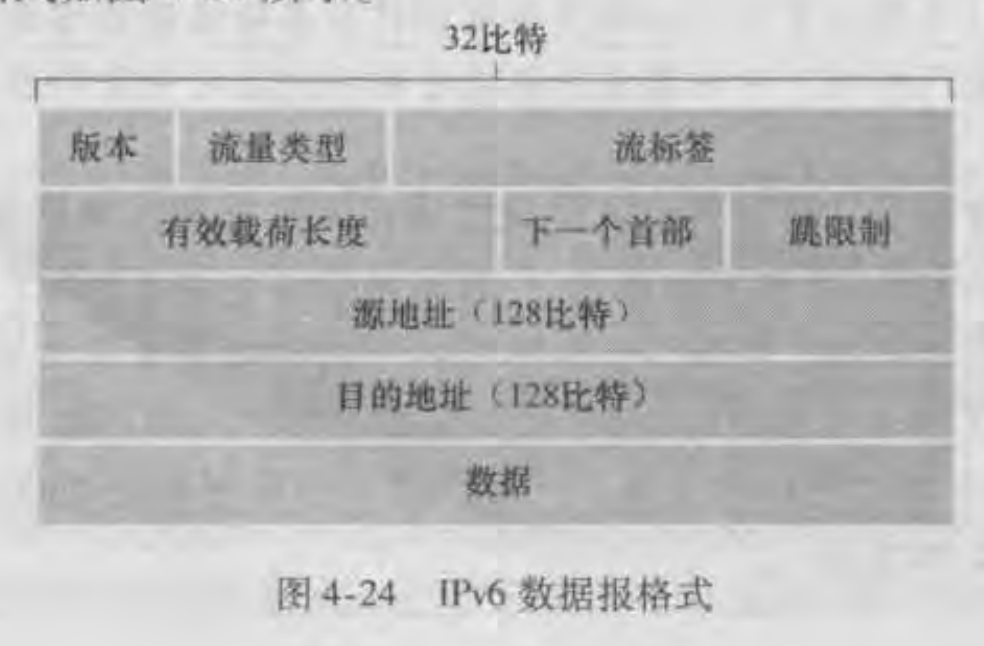 32比特
版本 流量类型 流标签
有效载荷长度 下一个首部 跳限制
源地址（128比特）
目的地址（128比特）
数据
图 4-24 IPv6 数据报格式